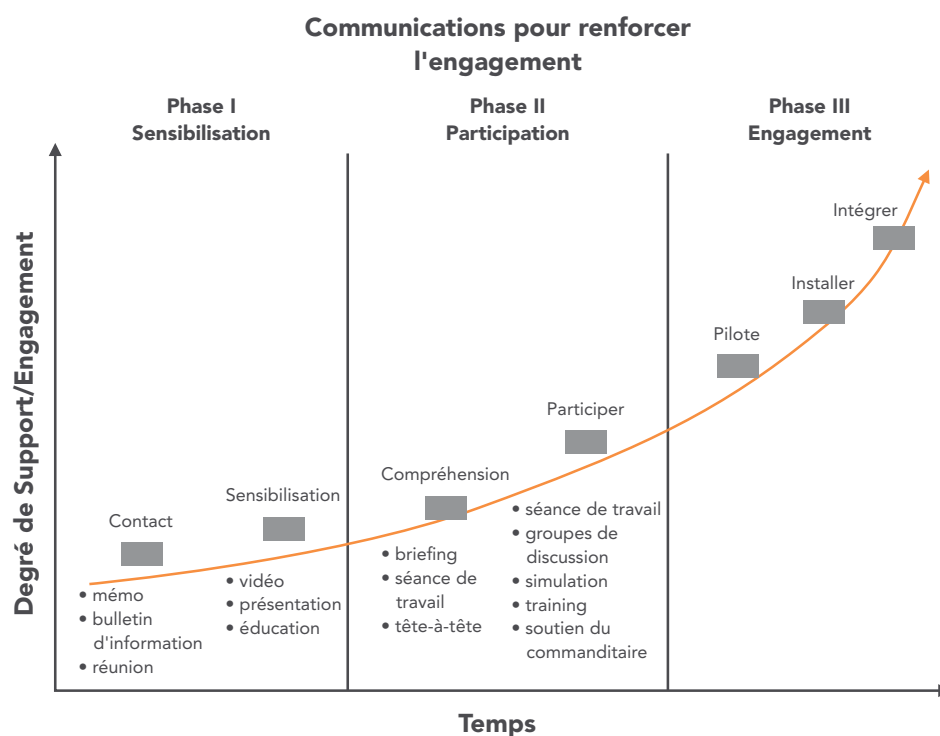 Communications pour renforcer
l'engagement
Phase I
Sensibilisation
Phase II
Participation
Phase III
Engagement
Degré de Support/Engagement
Contact
• mémo
• bulletin
d'information
• réunion
Sensibilisation
• vidéo
• présentation
• éducation
Compréhension
• briefing
• séance de
travail
• tête-à-tête
Participer
• séance de travail
• groupes de
discussion
• simulation
• training
• soutien du
commanditaire
Pilote
Installer
Intégrer
Temps